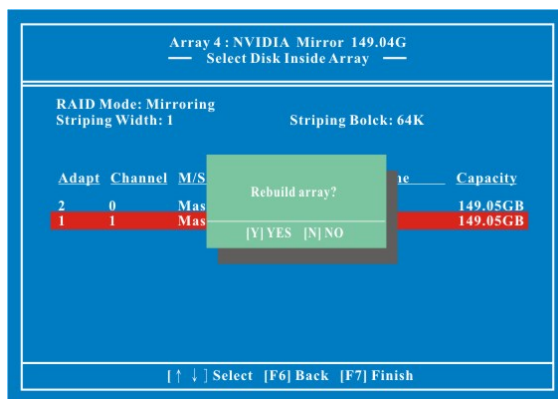 Array 4 : NVIDIA Mirror 149.04G
Select Disk Inside Array
RAID Mode: Mirroring
Striping Width: 1 Striping Bolck: 64K
Adapt Channel M/S Capacity
2 0 Mas 149.05GB
1 1 Mas 149.05GB
Rebuild array?
[Y] YES [N] NO
[↑ ↓] Select [F6] Back [F7] Finish